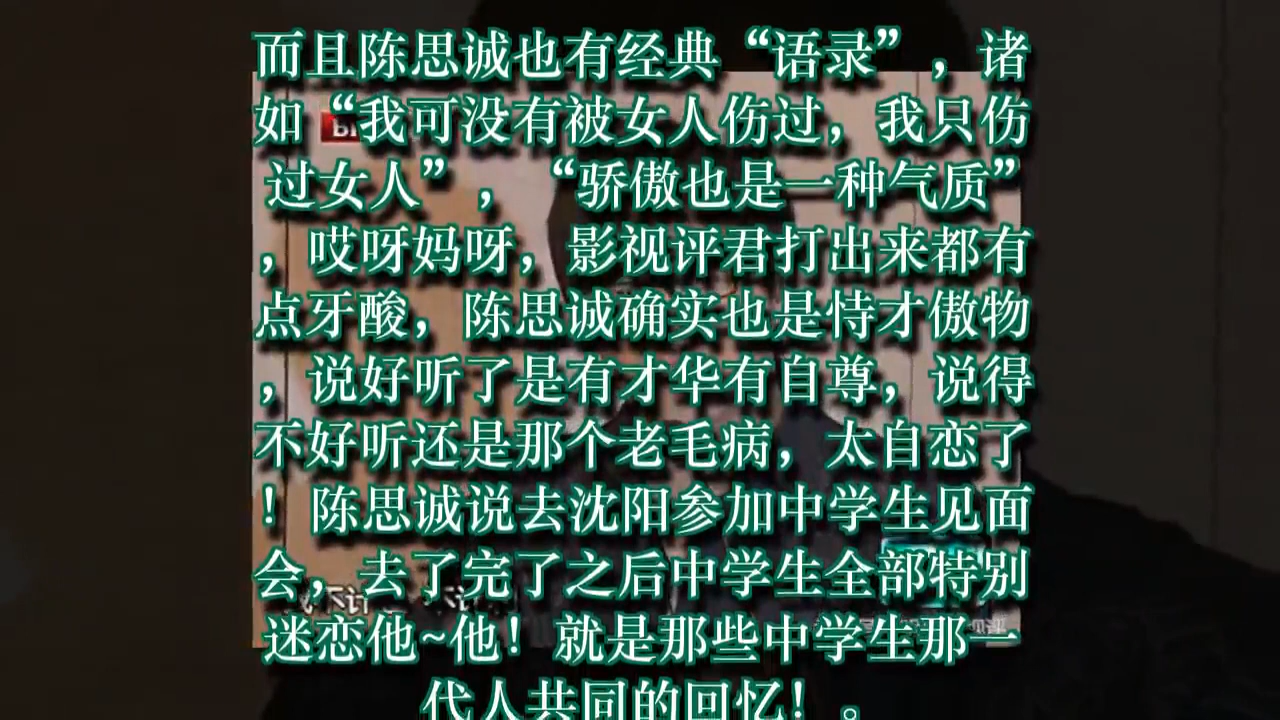 而且陈思诚也有经典“语录”，诸
如“我可没有被女人伤过，我只伤
过女人”，“骄傲也是一种气质”
，哎呀妈呀，影视评君打出来都有
点牙酸，陈思诚确实也是恃才傲物
，说好听了是有才华有自尊，说得
不好听还是那个老毛病，太自恋了
！陈思诚说去沈阳参加中学生见面
会，去了完了之后中学生全部特别
迷恋他~他！就是那些中学生那一
代人共同的回忆！。